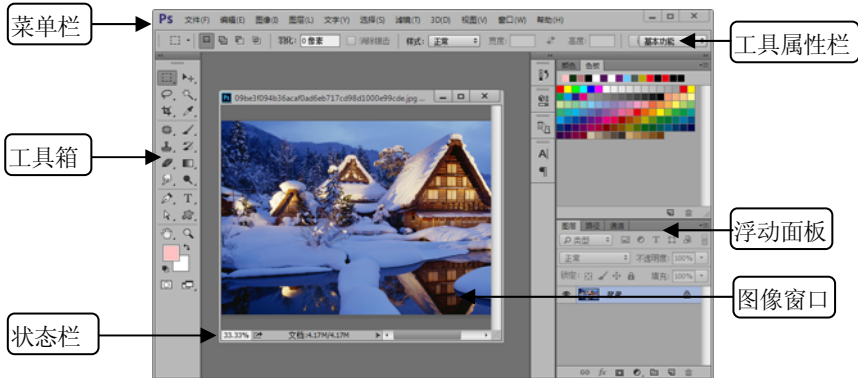 菜单栏
Ps 文件(F) 编辑(E) 图像(I) 图层(L) 文字(Y) 选择(S) 滤镜(T) 3D(D) 视图(V) 窗口(W) 帮助(H)
羽化: 0 像素 消除锯齿 样式: 正常 宽度: 高度: 基本功能
工具属性栏
颜色 色板
09be3f094b36acaf0ad6eb717cd98d1000e99cde.jpg ...
工具箱
图层 路径 通道
浮动面板
类型
正常 不透明度: 100%
锁定: 填充: 100%
背景
图像窗口
状态栏
33.33% 文档:4.17M/4.17M